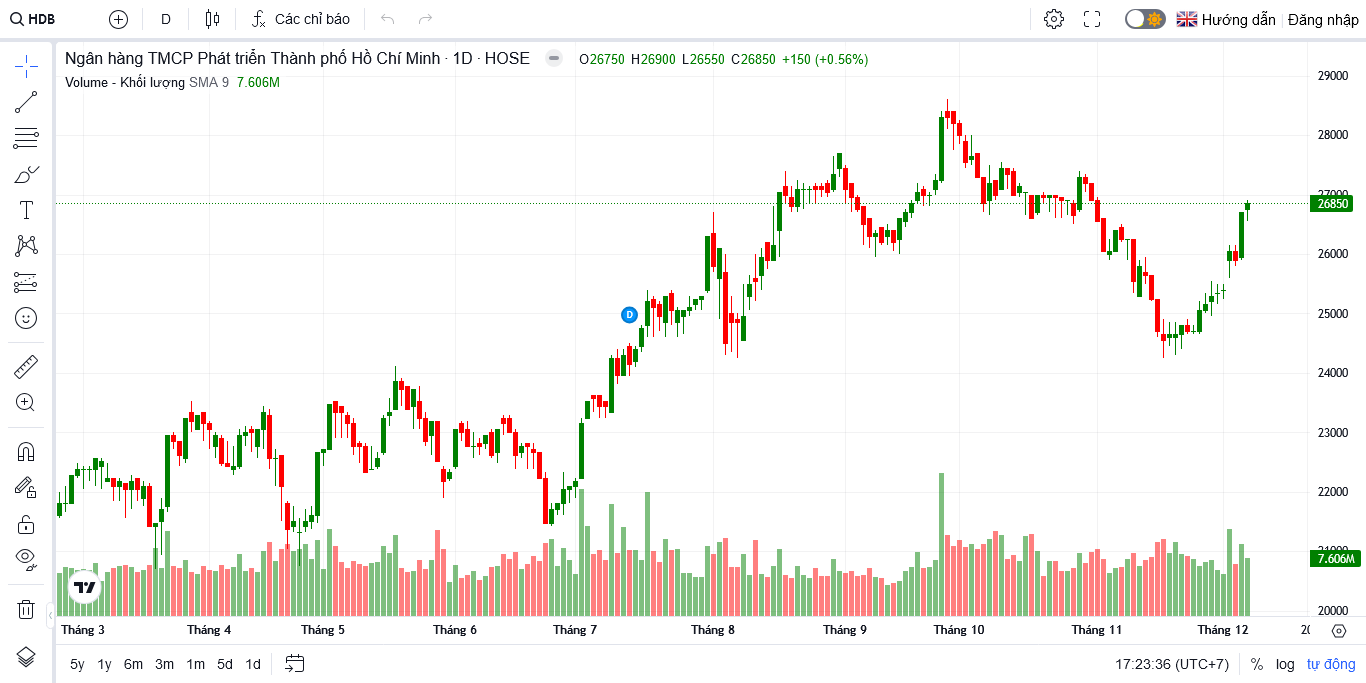 HDB D Các chỉ báo Hướng dẫn Đăng nhập
Ngân hàng TMCP Phát triển Thành phố Hồ Chí Minh · 1D · HOSE O26750 H26900 L26550 C26850 +150 (+0.56%)
Volume - Khối lượng SMA 9 7.606M
29000
28000
27000
26850
26000
25000
D
24000
23000
22000
21000
7.606M
20000
Tháng 3 Tháng 4 Tháng 5 Tháng 6 Tháng 7 Tháng 8 Tháng 9 Tháng 10 Tháng 11 Tháng 12
5y 1y 6m 3m 1m 5d 1d 17:23:36 (UTC+7) % log tự động